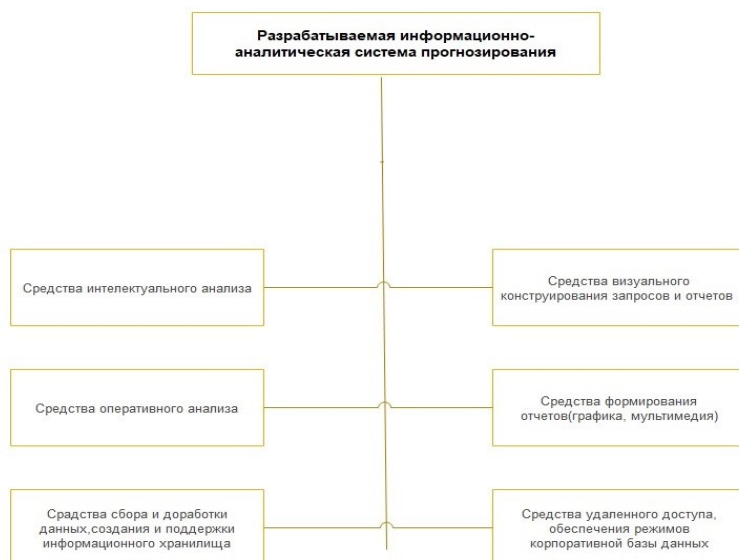 Разрабатываемая информационно-
аналитическая система прогнозирования
Средства интелектуального анализа
Средства визуального
конструирования запросов и отчетов
Средства оперативного анализа
Средства формирования
отчетов(графика, мультимедия)
Срадства сбора и доработки
данных,создания и поддержки
информационного хранилища
Средства удаленного доступа,
обеспечения режимов
корпоративной базы данных